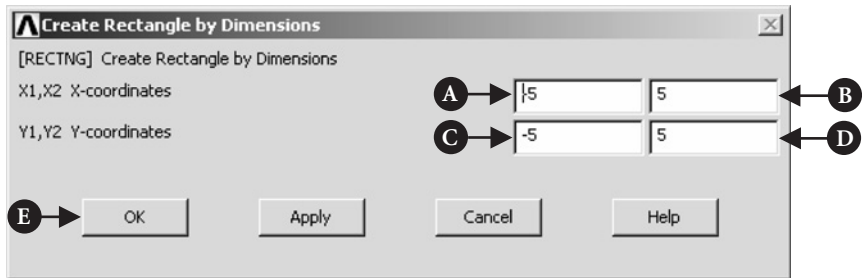 Create Rectangle by Dimensions
[RECTNG] Create Rectangle by Dimensions
X1,X2 X-coordinates A -5 5 B
Y1,Y2 Y-coordinates C -5 5 D
E OK Apply Cancel Help